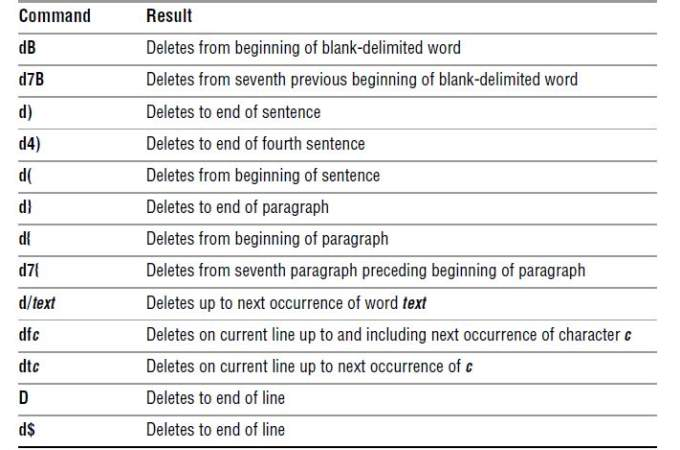 Command Result
dB Deletes from beginning of blank-delimited word
d7B Deletes from seventh previous beginning of blank-delimited word
d) Deletes to end of sentence
d4) Deletes to end of fourth sentence
d( Deletes from beginning of sentence
d} Deletes to end of paragraph
d{ Deletes from beginning of paragraph
d7{ Deletes from seventh paragraph preceding beginning of paragraph
d/text Deletes up to next occurrence of word text
dfc Deletes on current line up to and including next occurrence of character c
dtc Deletes on current line up to next occurrence of c
D Deletes to end of line
d$ Deletes to end of line